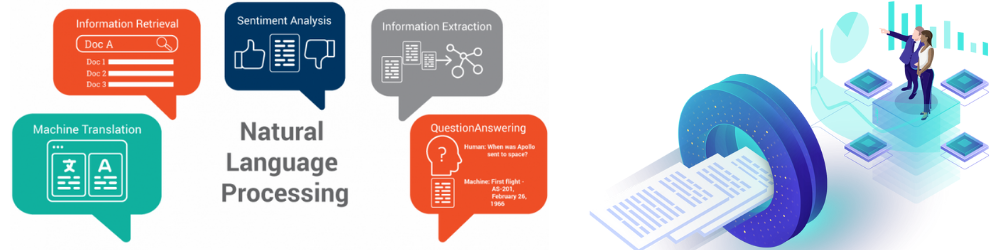 Information Retrieval
Doc A
Doc 1
Doc 2
Doc 3
Sentiment Analysis
Information Extraction
Machine Translation
文 A
Natural
Language
Processing
QuestionAnswering
?
Human: When was Apollo
sent to space?
Machine: First flight -
AS-201,
February 26,
1966